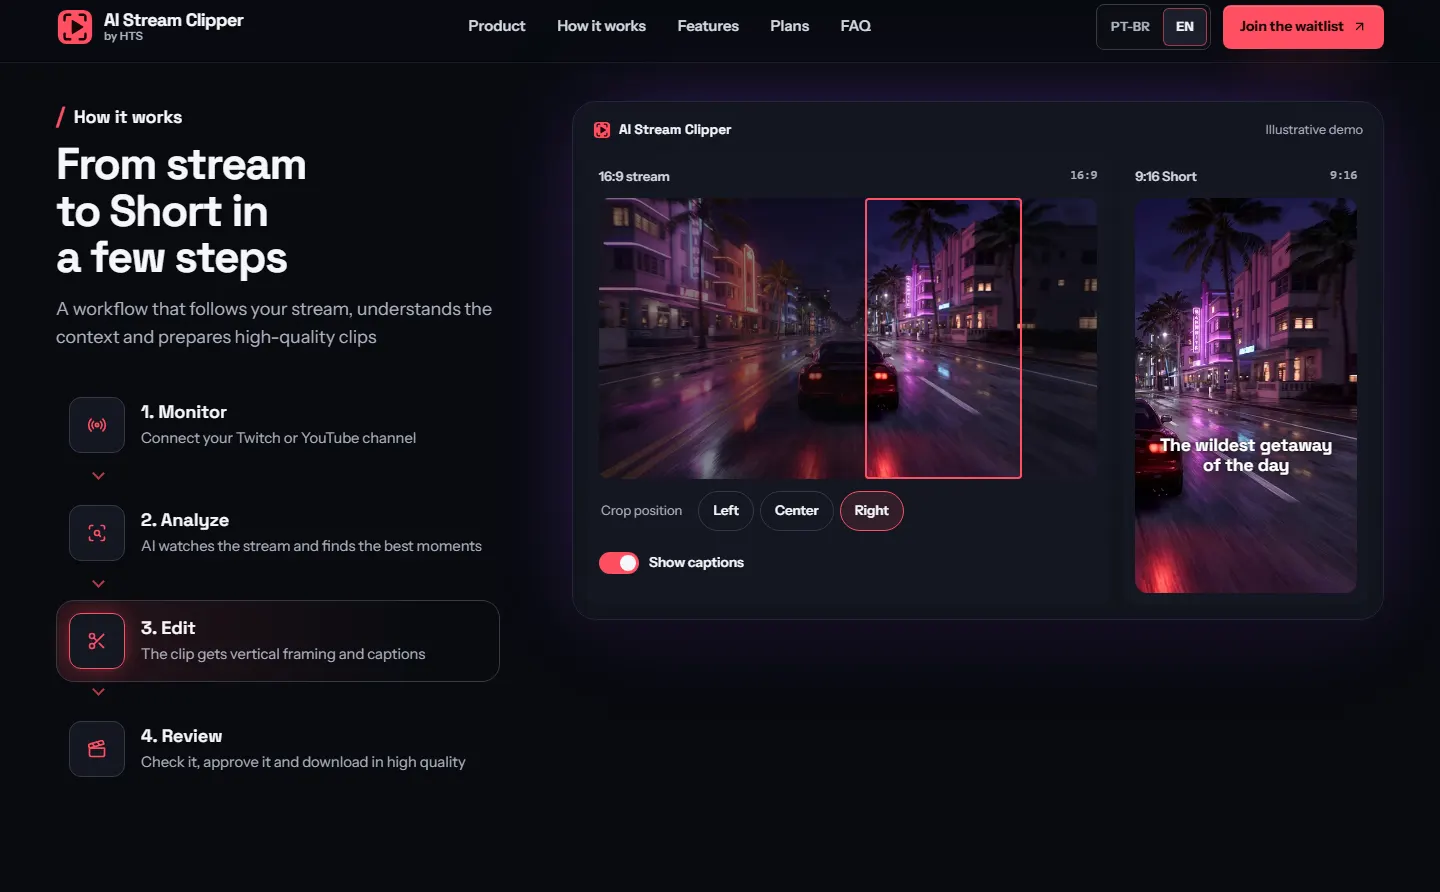 AI Stream Clipper
by HTS
Product
How it works
Features
Plans
FAQ
PT-BR
EN
Join the waitlist
/ How it works
From stream
to Short in
a few steps
A workflow that follows your stream, understands the
context and prepares high-quality clips
1. Monitor
Connect your Twitch or YouTube channel
2. Analyze
AI watches the stream and finds the best moments
3. Edit
The clip gets vertical framing and captions
4. Review
Check it, approve it and download in high quality
AI Stream Clipper
Illustrative demo
16:9 stream
16:9
Crop position
Left
Center
Right
Show captions
9:16 Short
9:16
The wildest getaway
of the day